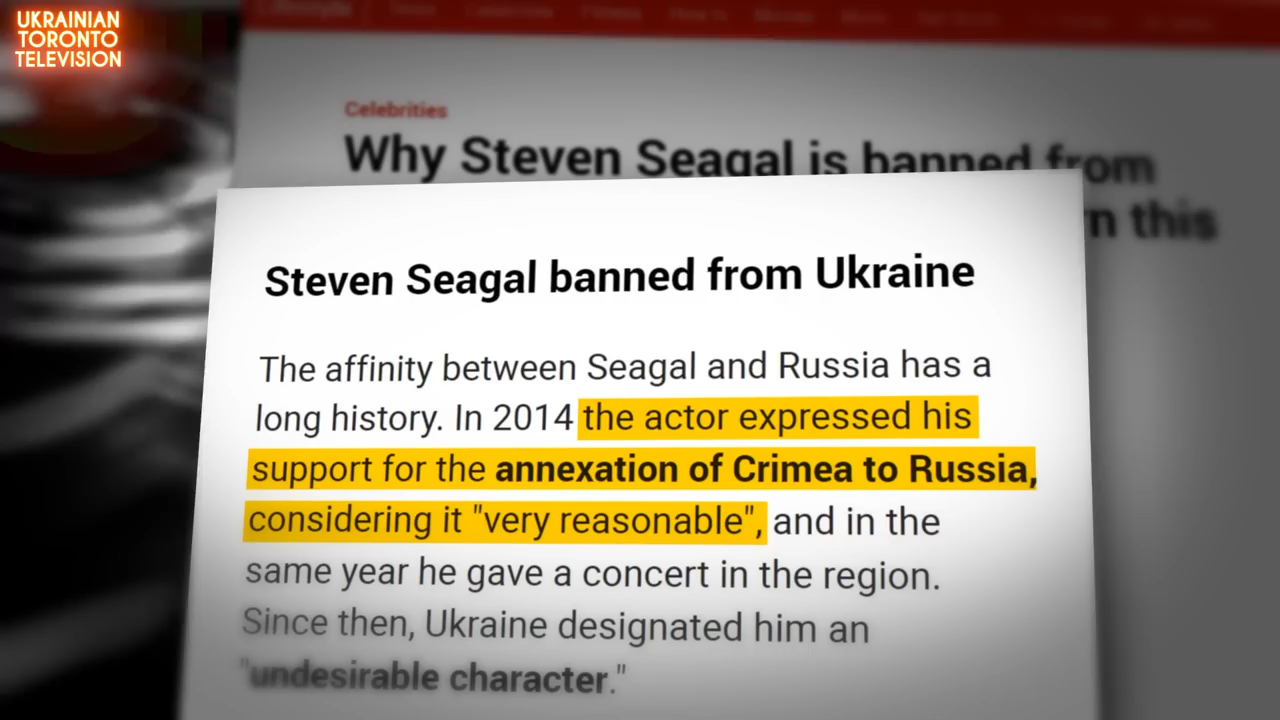 UKRAINIAN
TORONTO
TELEVISION
Celebrities
Why Steven Seagal is banned from
this
Steven Seagal banned from Ukraine
The affinity between Seagal and Russia has a
long history. In 2014 the actor expressed his
support for the annexation of Crimea to Russia,
considering it "very reasonable", and in the
same year he gave a concert in the region.
Since then, Ukraine designated him an
"undesirable character."